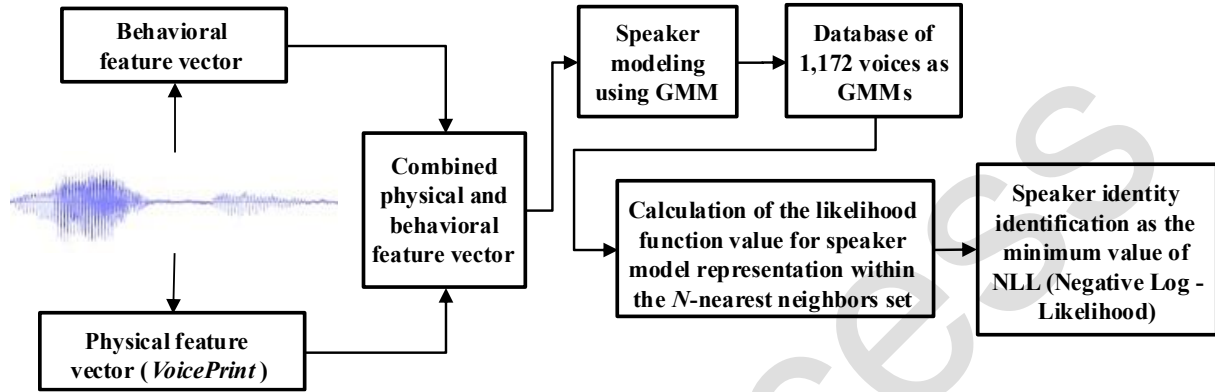 Behavioral
feature vector
Physical feature
vector (VoicePrint)
Combined
physical and
behavioral
feature vector
Speaker
modeling
using GMM
Database of
1,172 voices as
GMMs
Calculation of the likelihood
function value for speaker
model representation within
the N-nearest neighbors set
Speaker identity
identification as the
minimum value of
NLL (Negative Log -
Likelihood)
cess